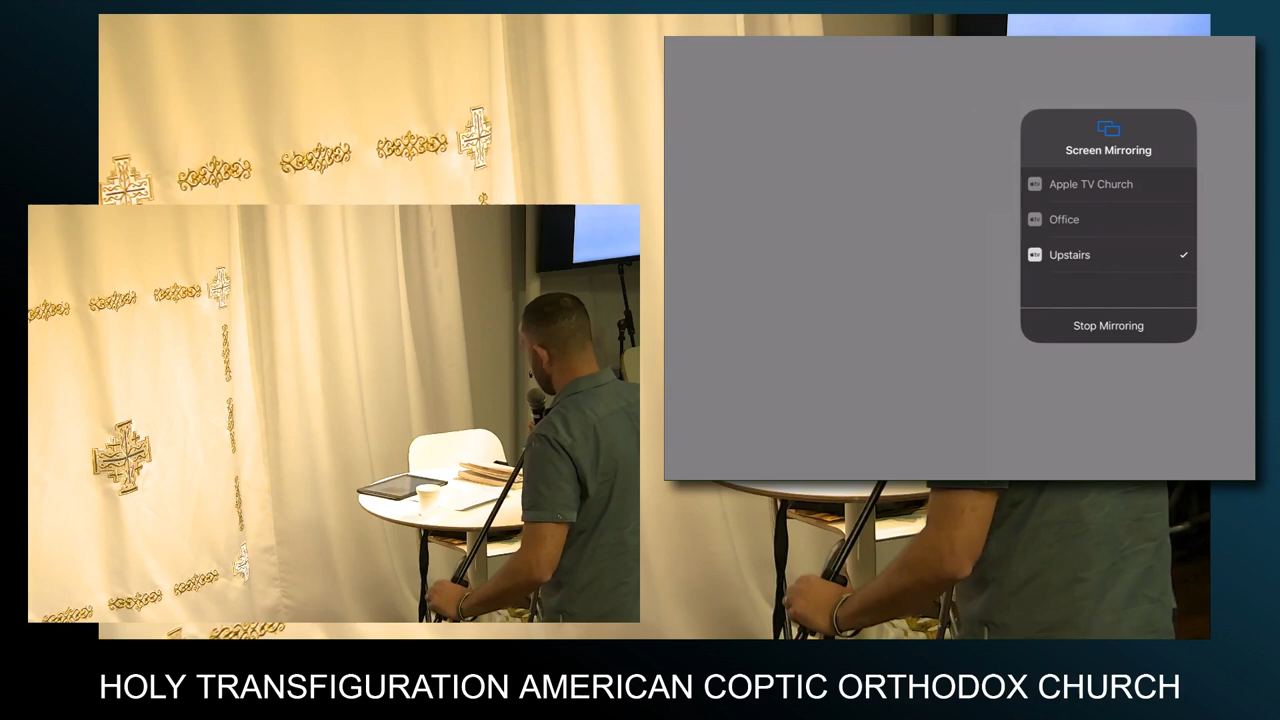 Screen Mirroring
Apple TV Church
Office
Upstairs
Stop Mirroring
HOLY TRANSFIGURATION AMERICAN COPTIC ORTHODOX CHURCH